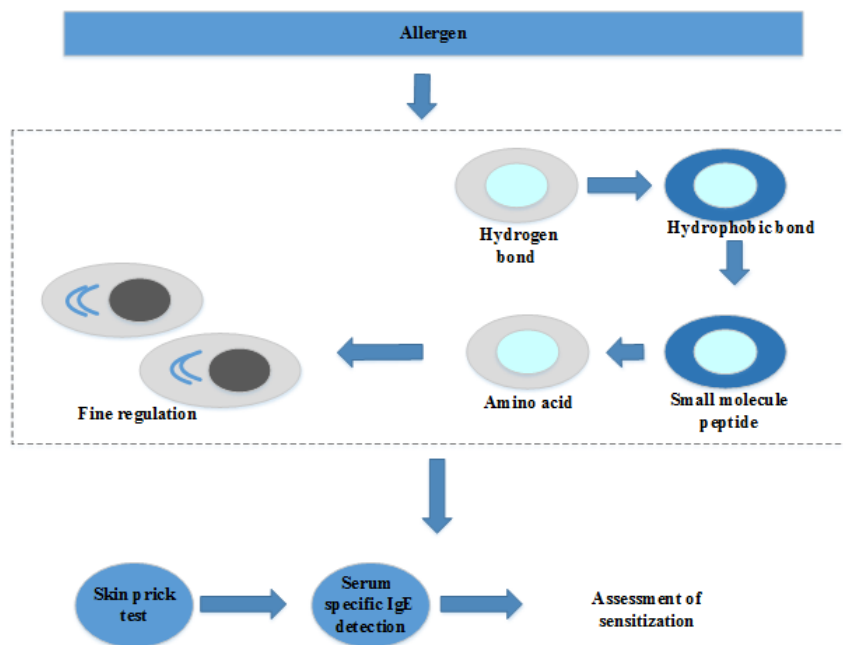 Allergen
Hydrogen
bond
Hydrophobic bond
Fine regulation
Amino acid
Small molecule
peptide
Skin prick
test
Serum
specific IgE
detection
Assessment of
sensitization